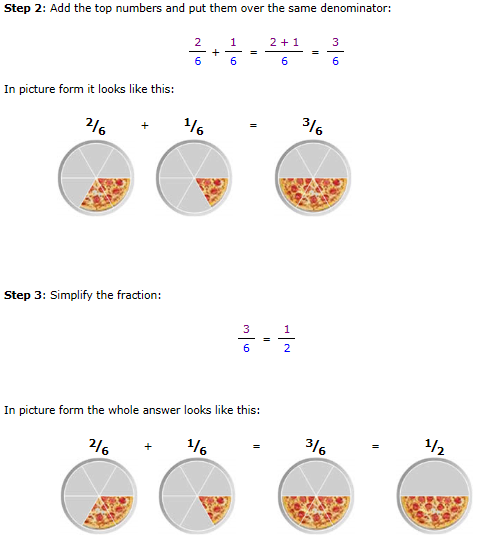 Step 2: Add the top numbers and put them over the same denominator:
2/6 + 1/6 = 2 + 1/6 = 3/6
In picture form it looks like this:
2/6 + 1/6 = 3/6
Step 3: Simplify the fraction:
3/6 = 1/2
In picture form the whole answer looks like this:
2/6 + 1/6 = 3/6 = 1/2